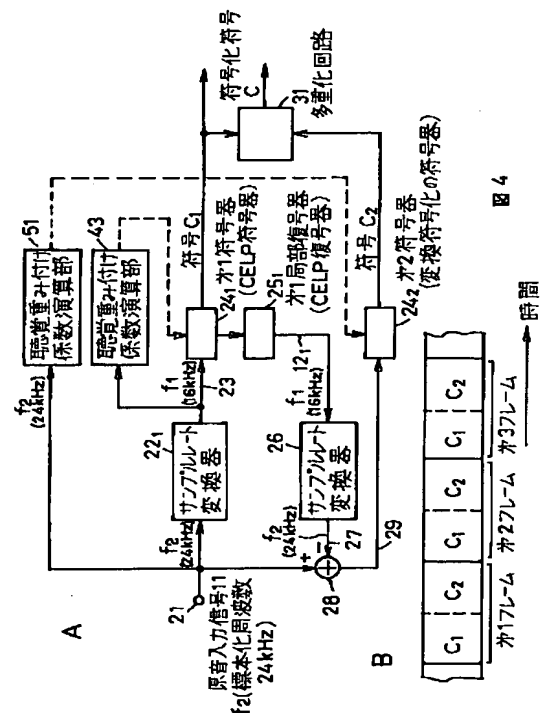 A
21
原音入力信号11
f2(標本化周波数
24kHz)
f2
(24kHz)
f2
(24kHz)
聴覚重み付け
係数演算部
51
聴覚重み付け
係数演算部
43
サンプルレート
変換器
22₁
f1
(16kHz)
23
24₁ 第1符号器
(CELP符号器)
符号C₁
25₁
第1局部復号器
(CELP復号器)
f1
(16kHz)
12₁
サンプルレート
変換器
26
f2
(24kHz)
27
+
−
28
29
24₂ 第2符号器
(変換符号化の符号器)
符号C₂
符号化符号
C
31
多重化回路
B
C₁ C₂ C₁ C₂ C₁ C₂
第1フレーム 第2フレーム 第3フレーム
時間
図 4